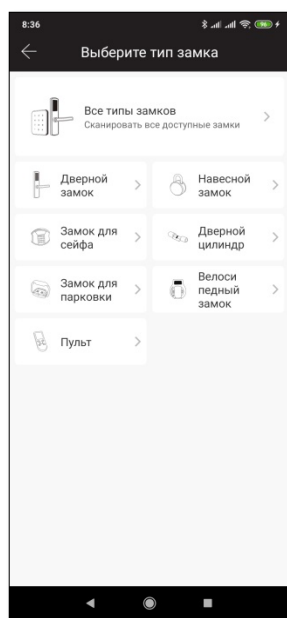 8:36
Выберите тип замка
Все типы замков
Сканировать все доступные замки
Дверной
замок
Навесной
замок
Замок для
сейфа
Дверной
цилиндр
Замок для
парковки
Велоси
педный
замок
Пульт